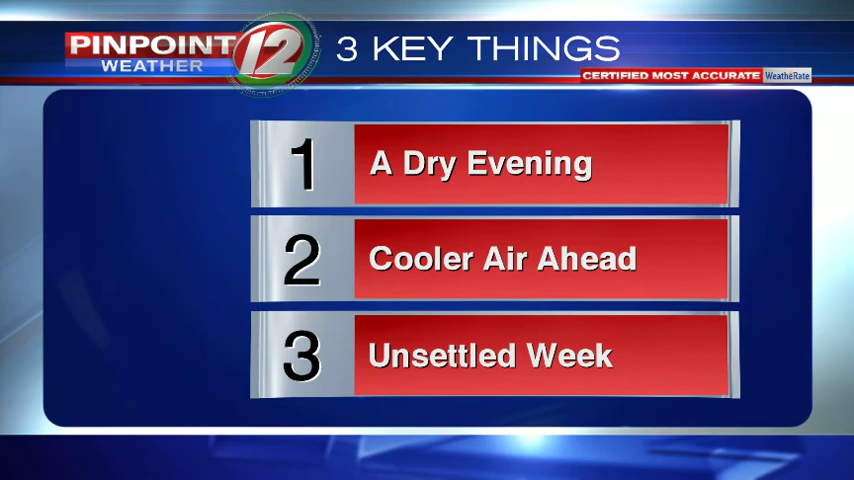 PINPOINT 12
WEATHER
3 KEY THINGS
CERTIFIED MOST ACCURATE WeatheRate
1 A Dry Evening
2 Cooler Air Ahead
3 Unsettled Week